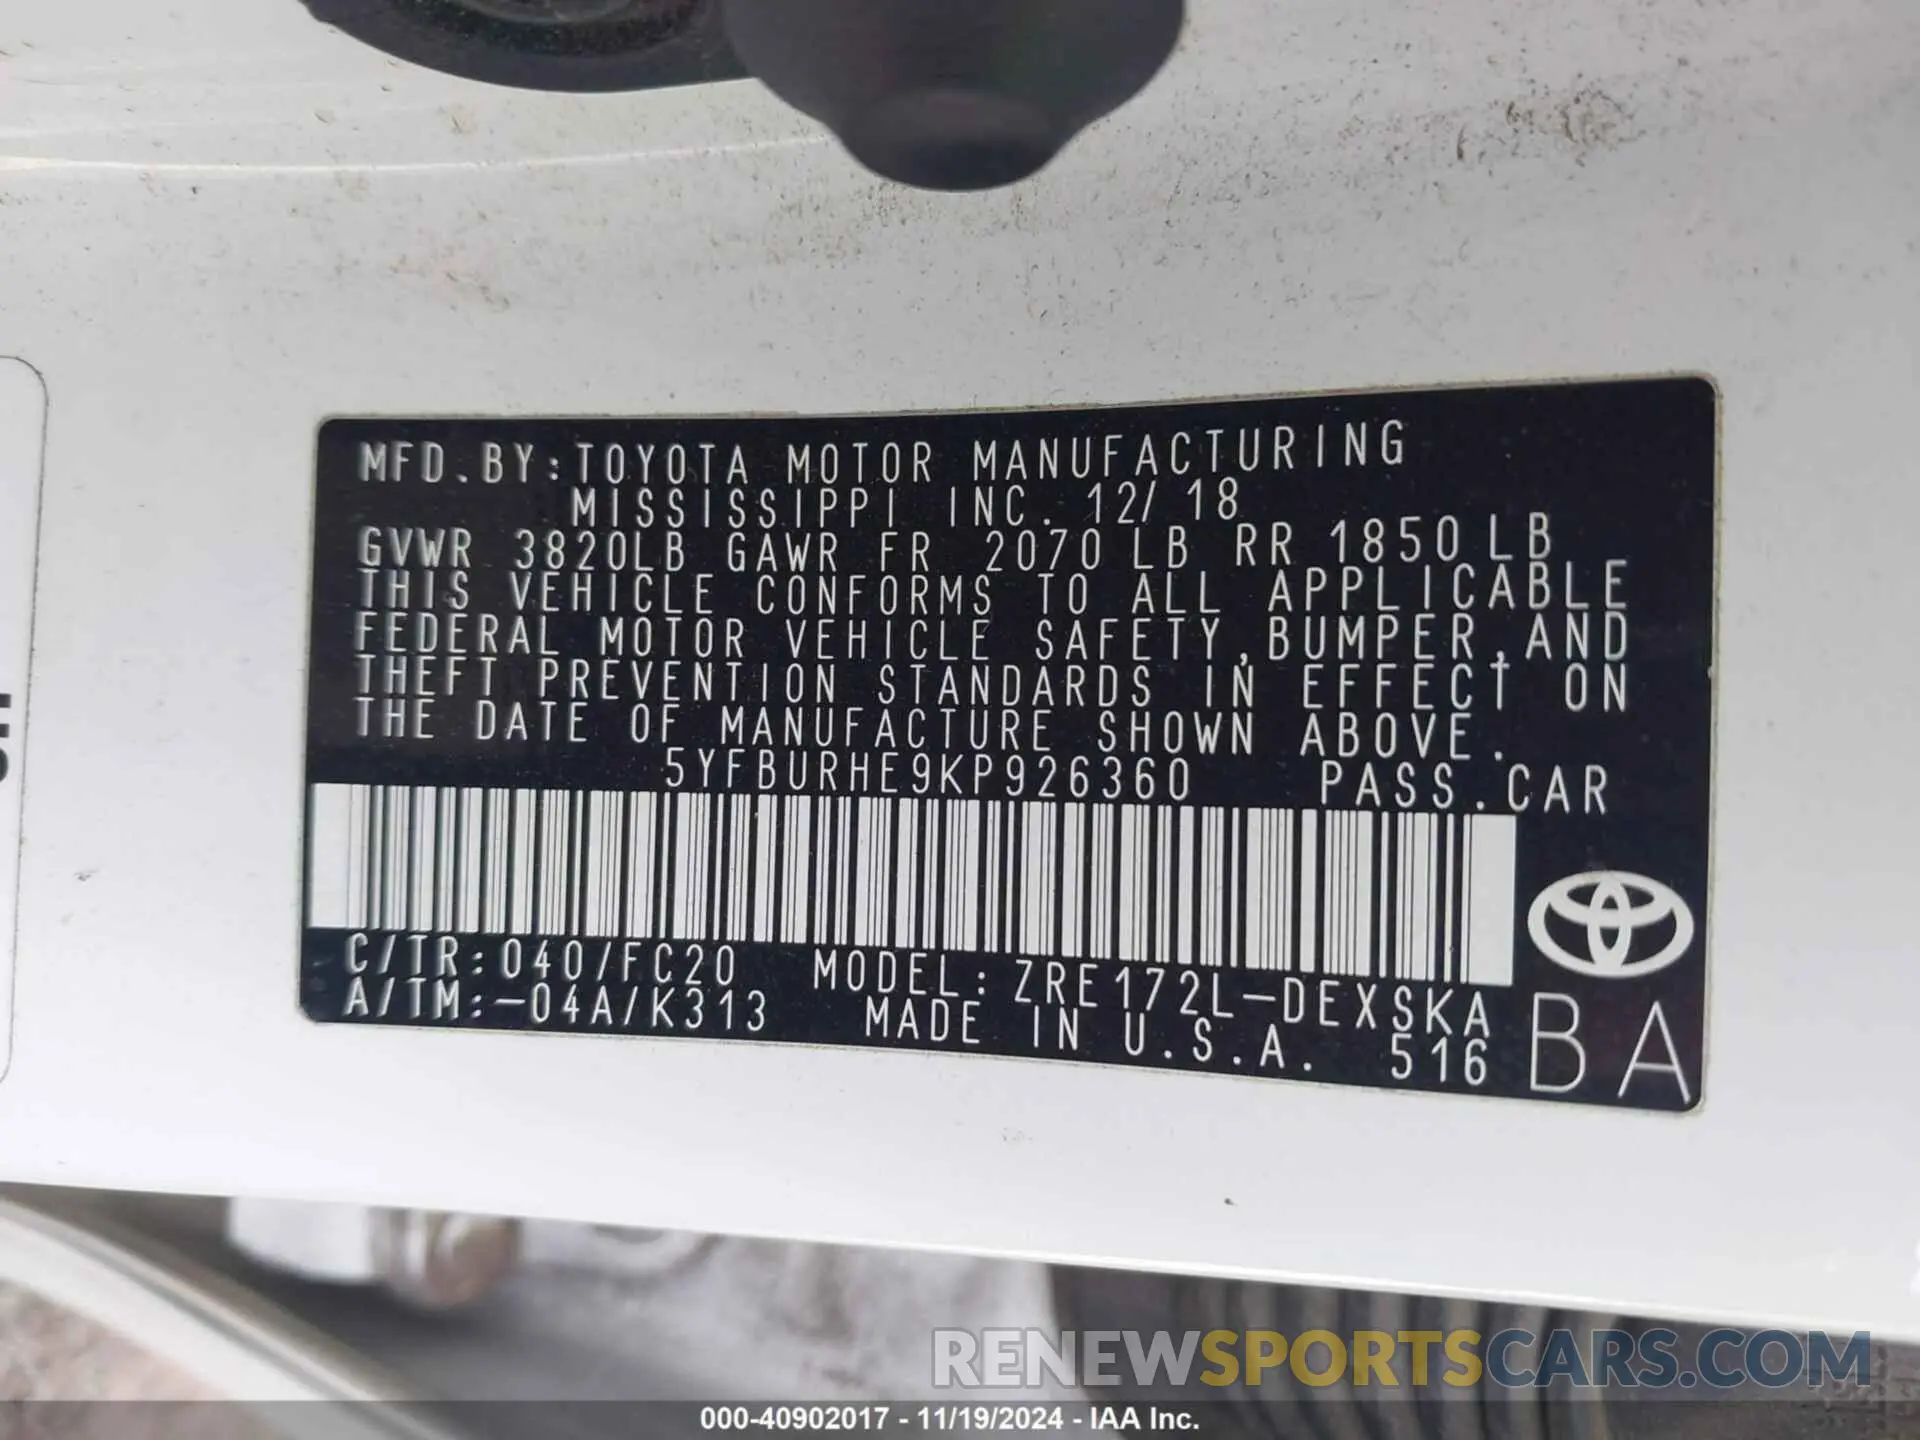 MFD.BY:TOYOTA MOTOR MANUFACTURING
MISSISSIPPI INC. 12/18
GVWR 3820LB GAWR FR 2070LB RR 1850LB
THIS VEHICLE CONFORMS TO ALL APPLICABLE
FEDERAL MOTOR VEHICLE SAFETY,BUMPER,AND
THEFT PREVENTION STANDARDS IN EFFECT ON
THE DATE OF MANUFACTURE SHOWN ABOVE.
5YFBURHE9KP926360 PASS.CAR
C/TR:040/FC20 MODEL:ZRE172L-DEXSKA
A/TM:-04A/K313 MADE IN U.S.A. 516
BA
RENEWSPORTSCARS.COM
000-40902017 - 11/19/2024 - IAA Inc.